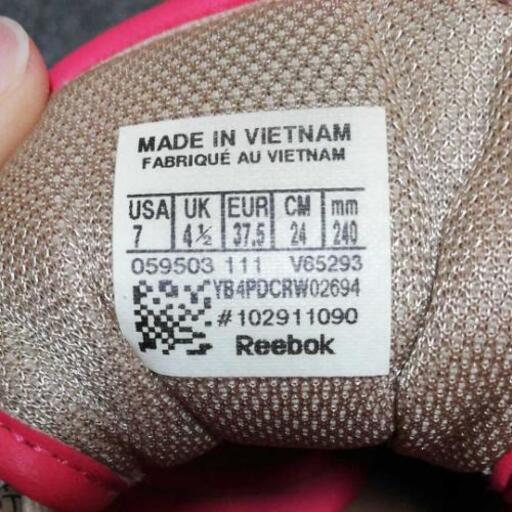 MADE IN VIETNAM
FABRIQUÉ AU VIETNAM
USA UK EUR CM mm
7 4½ 37.5 24 240
059503 111 V65293
YB4PDCRW02694
#102911090
Reebok